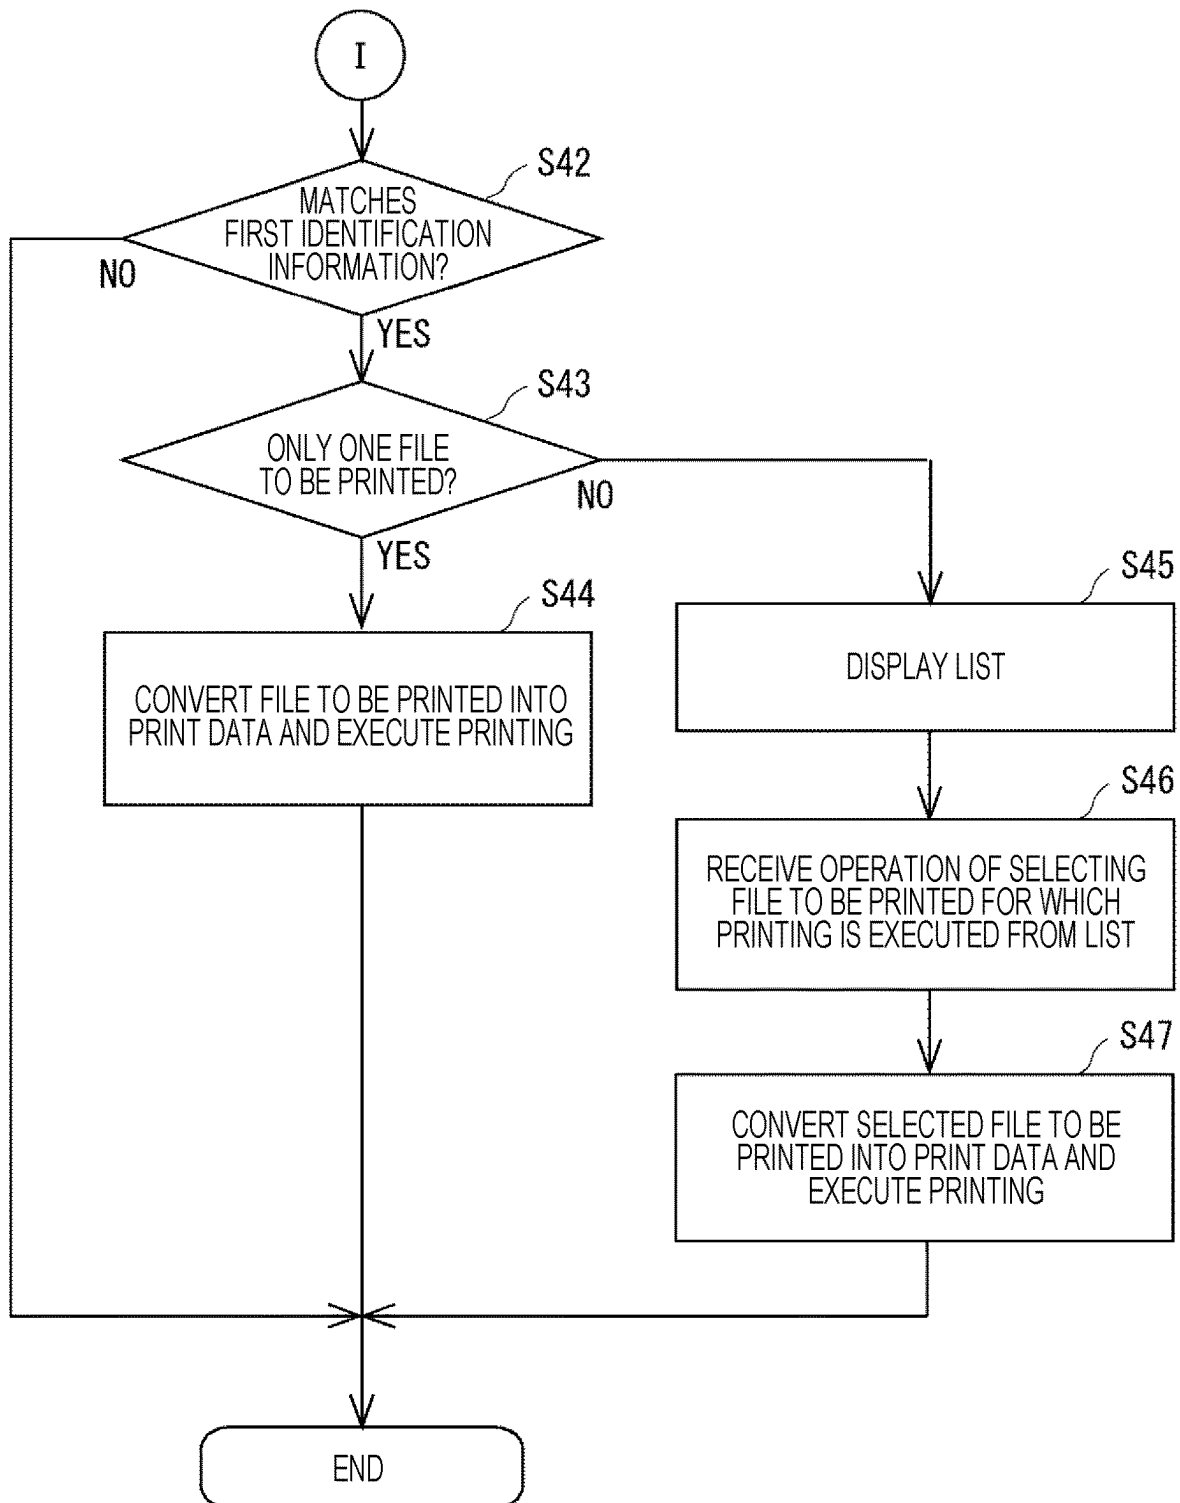 I
S42
MATCHES
FIRST IDENTIFICATION
INFORMATION?
NO
YES
S43
ONLY ONE FILE
TO BE PRINTED?
NO
YES
S44
CONVERT FILE TO BE PRINTED INTO
PRINT DATA AND EXECUTE PRINTING
S45
DISPLAY LIST
S46
RECEIVE OPERATION OF SELECTING
FILE TO BE PRINTED FOR WHICH
PRINTING IS EXECUTED FROM LIST
S47
CONVERT SELECTED FILE TO BE
PRINTED INTO PRINT DATA AND
EXECUTE PRINTING
END